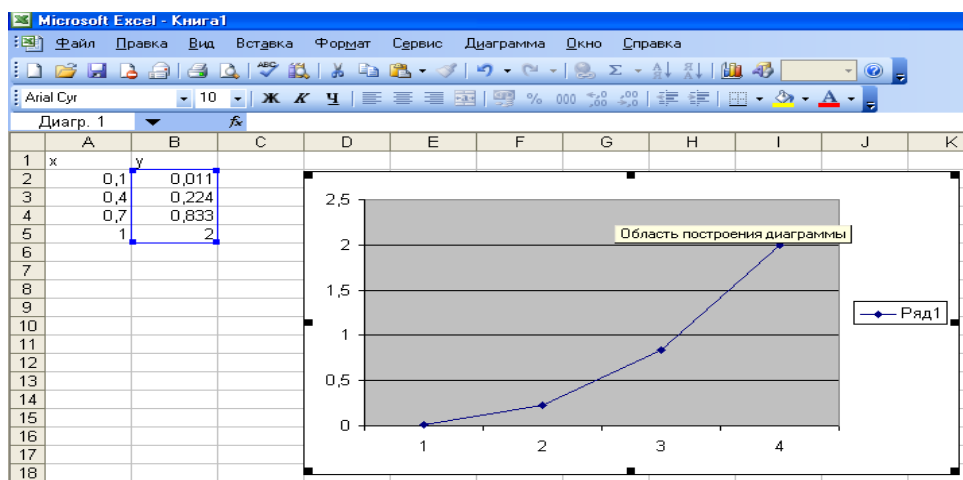 Microsoft Excel - Книга1
Файл Правка Вид Вставка Формат Сервис Диаграмма Окно Справка
ABC Σ
Arial Cyr 10 Ж К Ч % 000 A
Диагр. 1 fx
A B C D E F G H I J K
1 x y
2 0,1 0,011
3 0,4 0,224
4 0,7 0,833
5 1 2
6
7
8
9
10
11
12
13
14
15
16
17
18
2,5
2
1,5
1
0,5
0
1 2 3 4
Область построения диаграммы
Ряд1